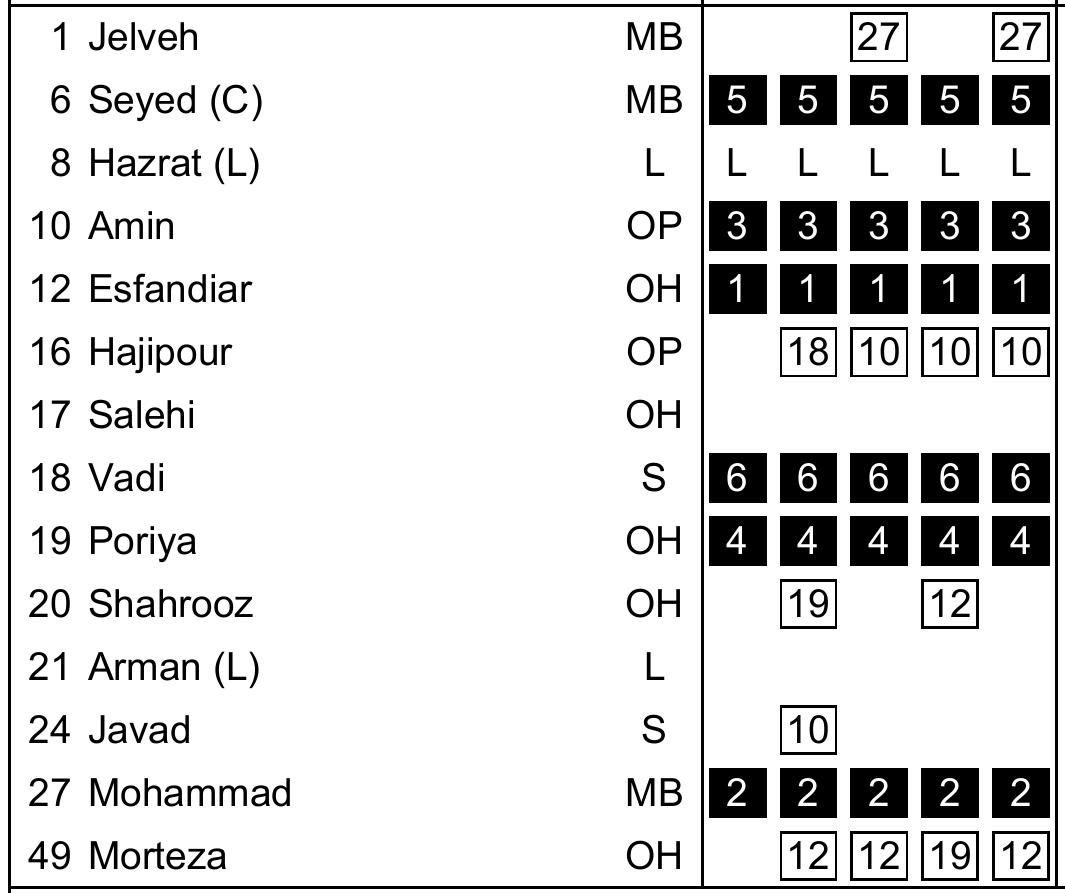 1 Jelveh MB 27 27
6 Seyed (C) MB 5 5 5 5 5
8 Hazrat (L) L L L L L L
10 Amin OP 3 3 3 3 3
12 Esfandiar OH 1 1 1 1 1
16 Hajipour OP 18 10 10 10
17 Salehi OH
18 Vadi S 6 6 6 6 6
19 Poriya OH 4 4 4 4 4
20 Shahrooz OH 19 12
21 Arman (L) L
24 Javad S 10
27 Mohammad MB 2 2 2 2 2
49 Morteza OH 12 12 19 12